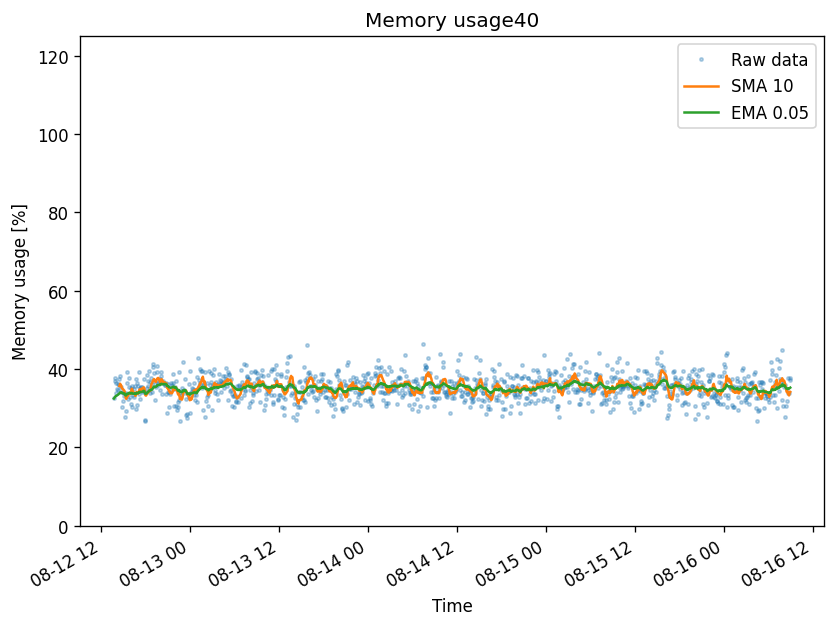 Memory usage40
120
100
80
60
40
20
0
Memory usage [%]
Raw data
SMA 10
EMA 0.05
08-12 12
08-13 00
08-13 12
08-14 00
08-14 12
08-15 00
08-15 12
08-16 00
08-16 12
Time